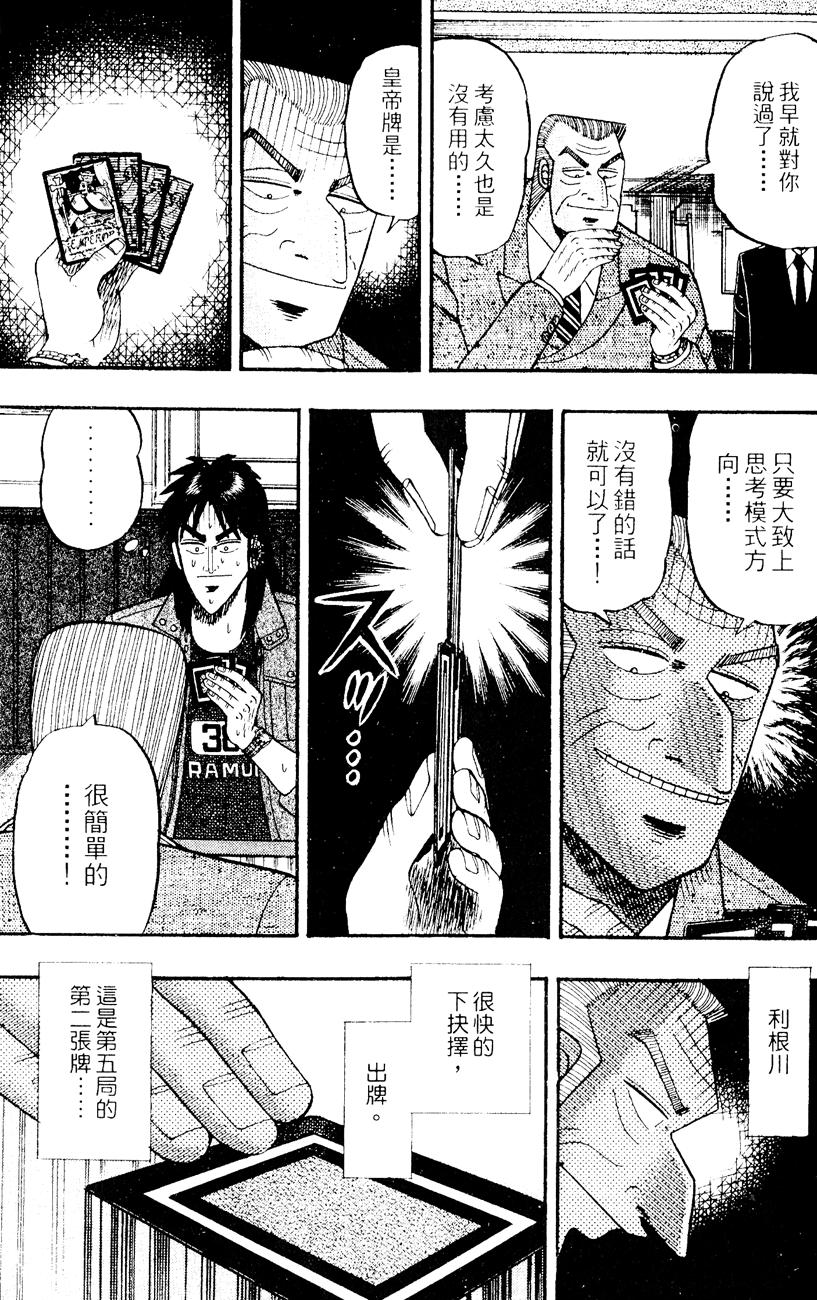 我早就對你
說過了……
考慮太久也是
沒有用的……
皇帝牌是……
EMPEROR
只要大致上
思考模式方
向……
沒有錯的話
就可以了…！
スッ…
………
RAMU
很簡單的
………！
利根川
很快的
下抉擇，
出牌。
這是第五局的
第二張牌……